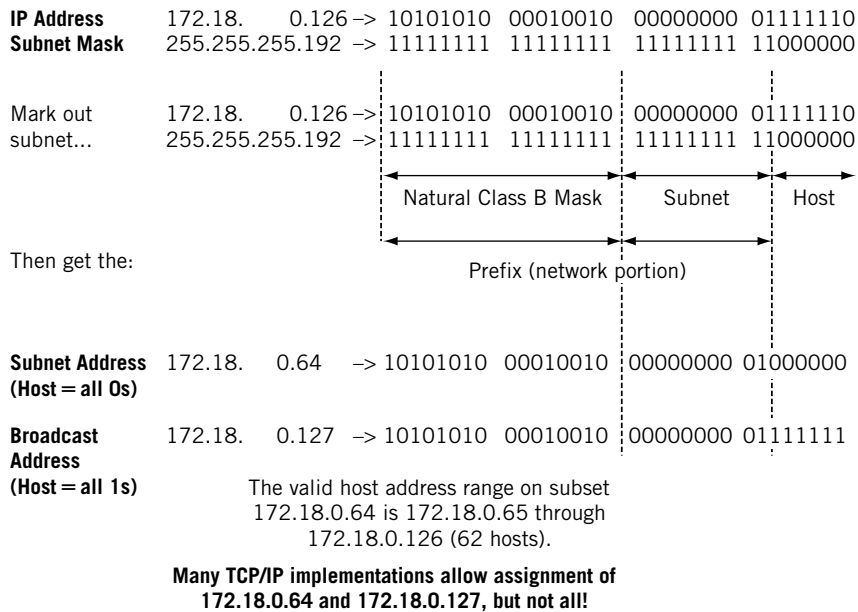 IP Address 172.18. 0.126 –> 10101010 00010010 00000000 01111110
Subnet Mask 255.255.255.192 –> 11111111 11111111 11111111 11000000
Mark out 172.18. 0.126 –> 10101010 00010010 00000000 01111110
subnet... 255.255.255.192 –> 11111111 11111111 11111111 11000000
Natural Class B Mask Subnet Host
Then get the:
Prefix (network portion)
Subnet Address 172.18. 0.64 –> 10101010 00010010 00000000 01000000
(Host = all 0s)
Broadcast 172.18. 0.127 –> 10101010 00010010 00000000 01111111
Address
(Host = all 1s)
The valid host address range on subset
172.18.0.64 is 172.18.0.65 through
172.18.0.126 (62 hosts).
Many TCP/IP implementations allow assignment of
172.18.0.64 and 172.18.0.127, but not all!